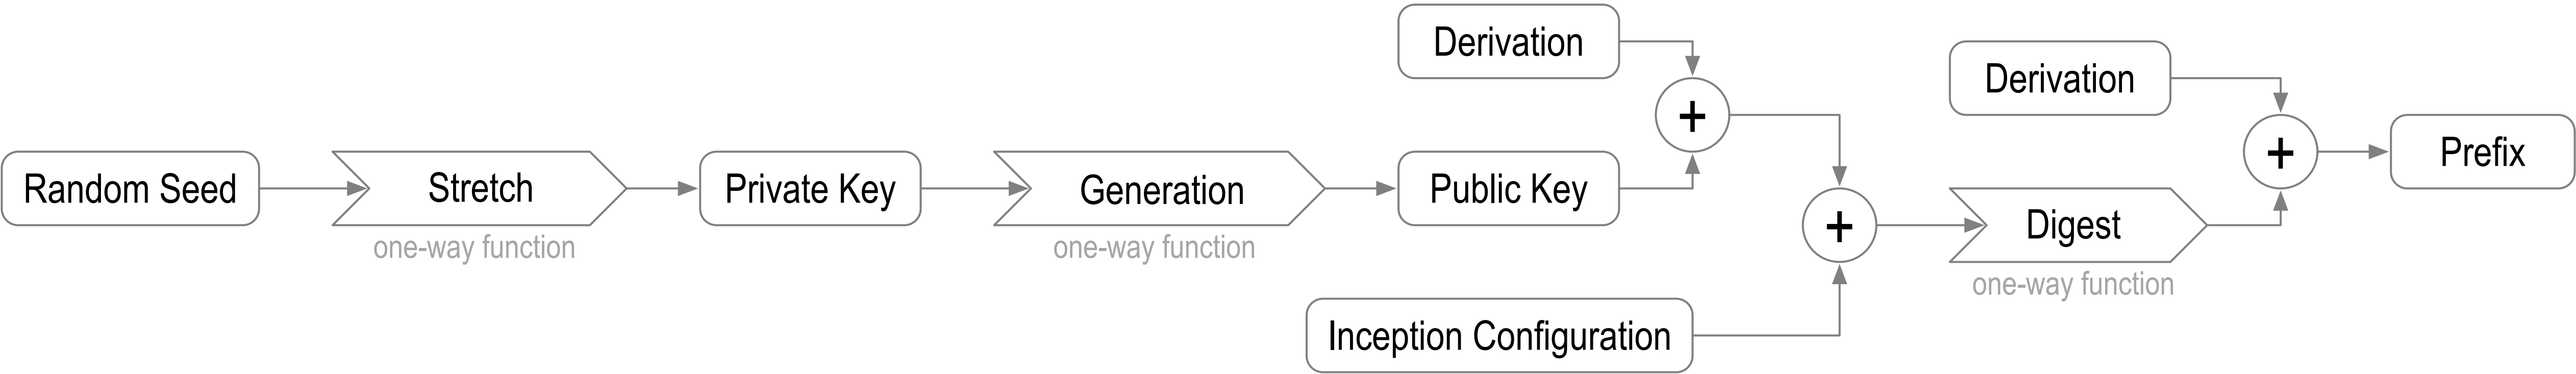 Random Seed
Stretch
one-way function
Private Key
Generation
one-way function
Derivation
Public Key
+
Inception Configuration
+
Digest
one-way function
Derivation
+
Prefix